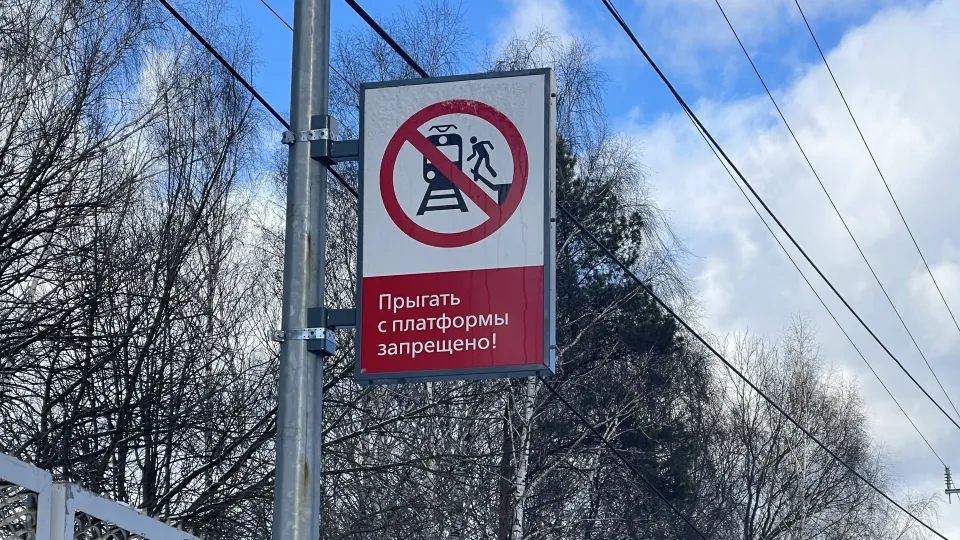 Прыгать
с платформы
запрещено!